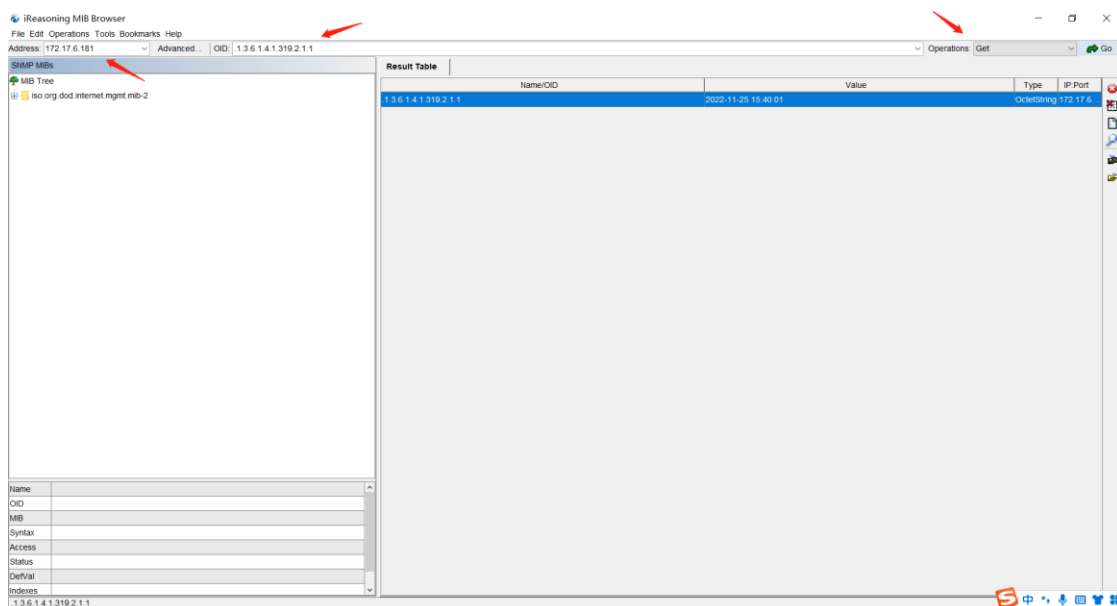 iReasoning MIB Browser
File Edit Operations Tools Bookmarks Help
Address: 172.17.6.181 Advanced... OID: .1.3.6.1.4.1.319.2.1.1 Operations: Get Go
SNMP MIBs
Result Table
MIB Tree
iso.org.dod.internet.mgmt.mib-2
Name/OID Value Type IP:Port
.1.3.6.1.4.1.319.2.1.1 2022-11-25 15:40:01 OctetString 172.17.6...
Name
OID
MIB
Syntax
Access
Status
DefVal
Indexes
.1.3.6.1.4.1.319.2.1.1
S 中